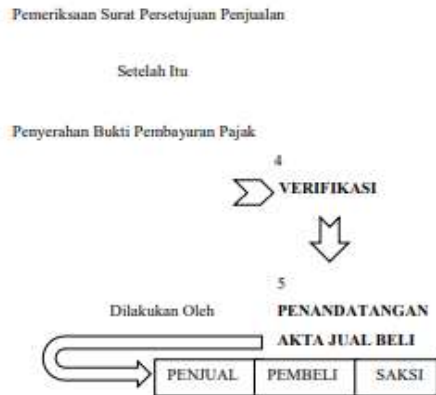 Pemeriksaan Surat Persetujuan Penjualan
Setelah Itu
Penyerahan Bukti Pembayaran Pajak
4
VERIFIKASI
5
Dilakukan Oleh PENANDATANGAN
AKTA JUAL BELI
PENJUAL PEMBELI SAKSI